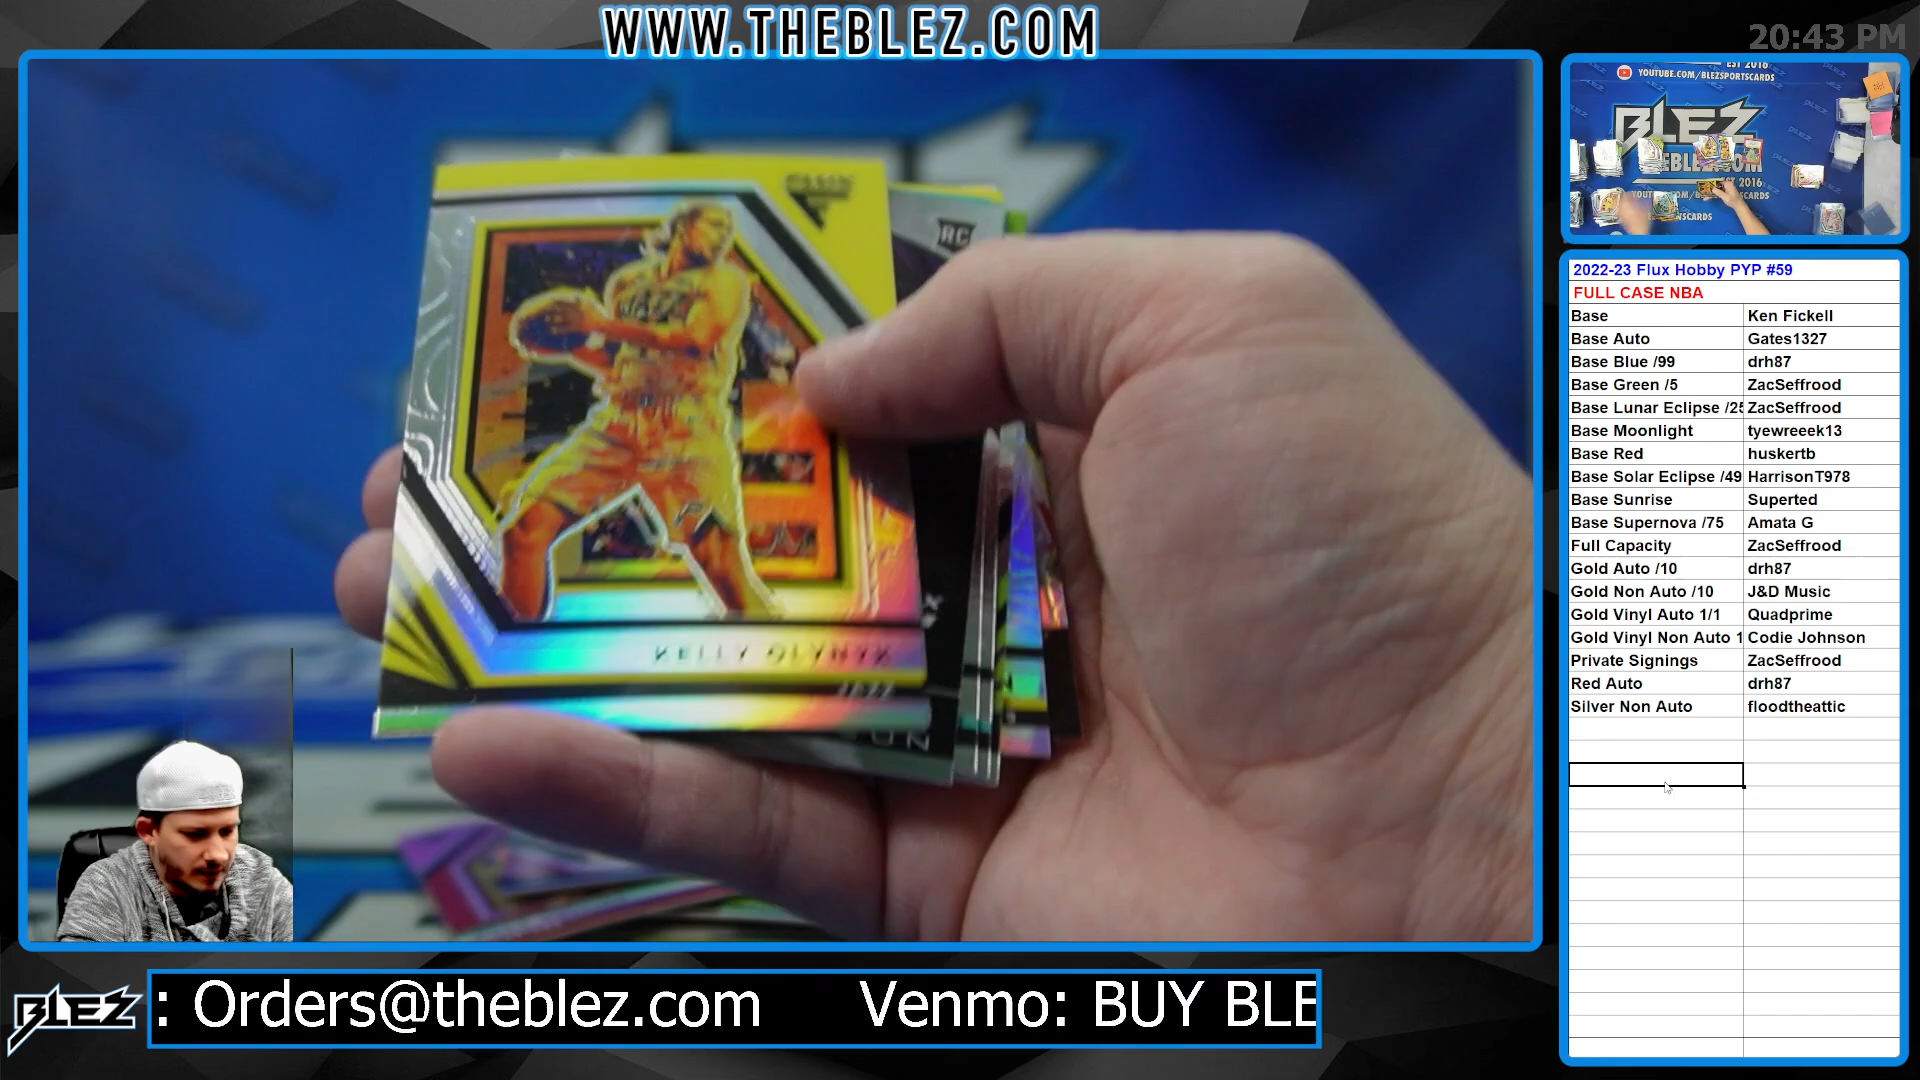 WWW.THEBLEZ.COM
20:43 PM
EST 2016
YOUTUBE.COM/BLEZSPORTSCARDS
BLEZ
2016
RC
KELLY OLYNYK
JAZZ
2022-23 Flux Hobby PYP #59
FULL CASE NBA
Base Ken Fickell
Base Auto Gates1327
Base Blue /99 drh87
Base Green /5 ZacSeffrood
Base Lunar Eclipse /25 ZacSeffrood
Base Moonlight tyewreeek13
Base Red huskertb
Base Solar Eclipse /49 HarrisonT978
Base Sunrise Superted
Base Supernova /75 Amata G
Full Capacity ZacSeffrood
Gold Auto /10 drh87
Gold Non Auto /10 J&D Music
Gold Vinyl Auto 1/1 Quadprime
Gold Vinyl Non Auto 1 Codie Johnson
Private Signings ZacSeffrood
Red Auto drh87
Silver Non Auto floodtheattic
BLEZ
: Orders@theblez.com Venmo: BUY BLE